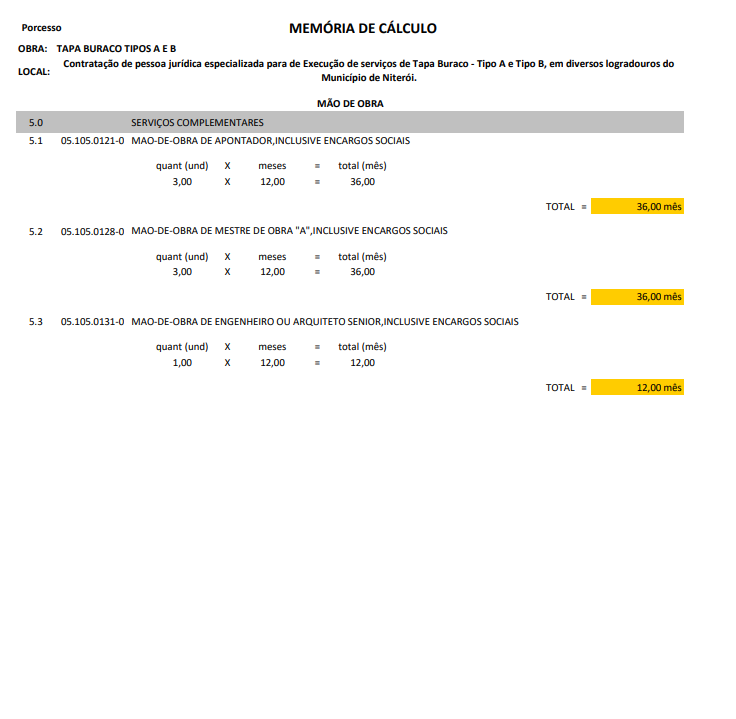 Porcesso
MEMÓRIA DE CÁLCULO
OBRA: TAPA BURACO TIPOS A E B
LOCAL: Contratação de pessoa jurídica especializada para de Execução de serviços de Tapa Buraco - Tipo A e Tipo B, em diversos logradouros do
Município de Niterói.
MÃO DE OBRA
5.0 SERVIÇOS COMPLEMENTARES
5.1 05.105.0121-0 MAO-DE-OBRA DE APONTADOR,INCLUSIVE ENCARGOS SOCIAIS
quant (und) X meses = total (mês)
3,00 X 12,00 = 36,00
TOTAL = 36,00 mês
5.2 05.105.0128-0 MAO-DE-OBRA DE MESTRE DE OBRA "A",INCLUSIVE ENCARGOS SOCIAIS
quant (und) X meses = total (mês)
3,00 X 12,00 = 36,00
TOTAL = 36,00 mês
5.3 05.105.0131-0 MAO-DE-OBRA DE ENGENHEIRO OU ARQUITETO SENIOR,INCLUSIVE ENCARGOS SOCIAIS
quant (und) X meses = total (mês)
1,00 X 12,00 = 12,00
TOTAL = 12,00 mês